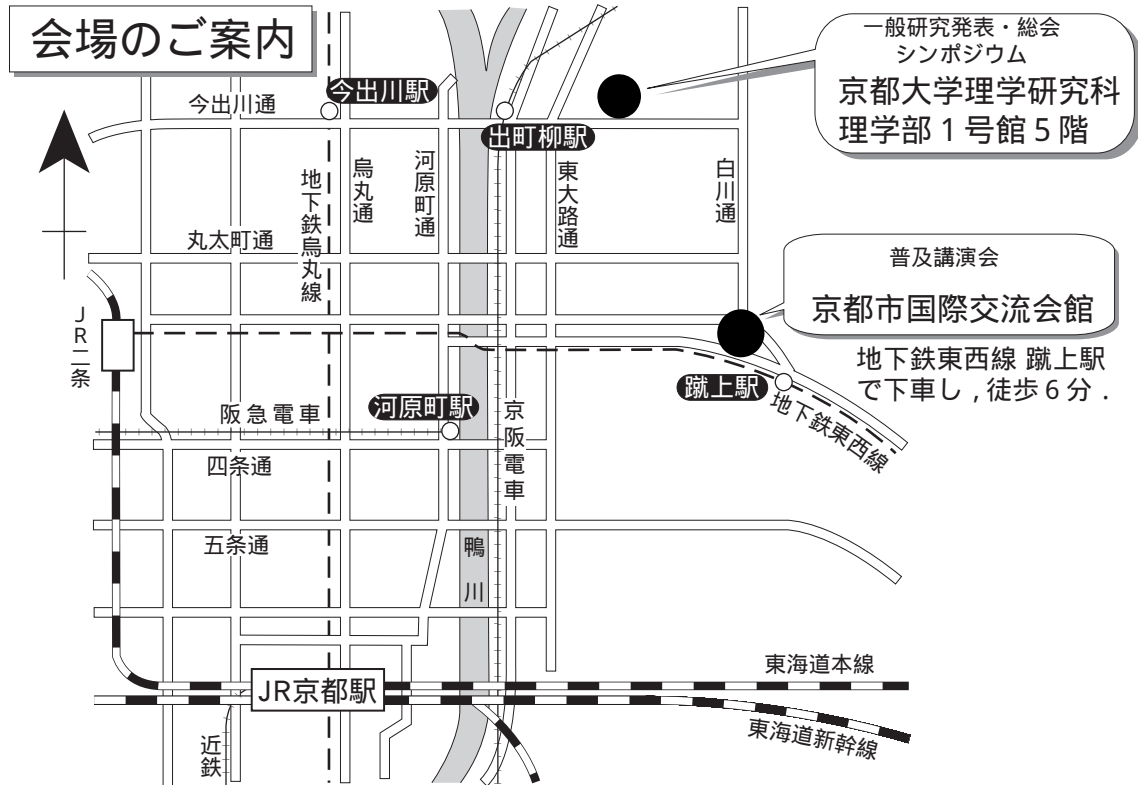 会場のご案内
一般研究発表・総会
シンポジウム
京都大学理学研究科
理学部1号館5階
今出川駅
今出川通
出町柳駅
地下鉄烏丸線
烏丸通
河原町通
東大路通
白川通
丸太町通
普及講演会
京都市国際交流会館
地下鉄東西線 蹴上駅
で下車し,徒歩6分.
JR二条
蹴上駅
地下鉄東西線
阪急電車
河原町駅
京阪電車
四条通
五条通
鴨川
東海道本線
JR京都駅
東海道新幹線
近鉄